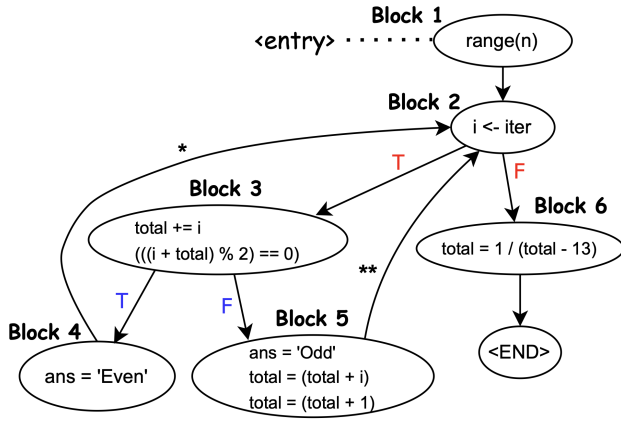 Block 1
<entry>
range(n)
Block 2
i <- iter
*
T
F
Block 3
Block 6
total += i
(((i + total) % 2) == 0)
total = 1 / (total - 13)
**
T
F
Block 4
Block 5
<END>
ans = 'Even'
ans = 'Odd'
total = (total + i)
total = (total + 1)